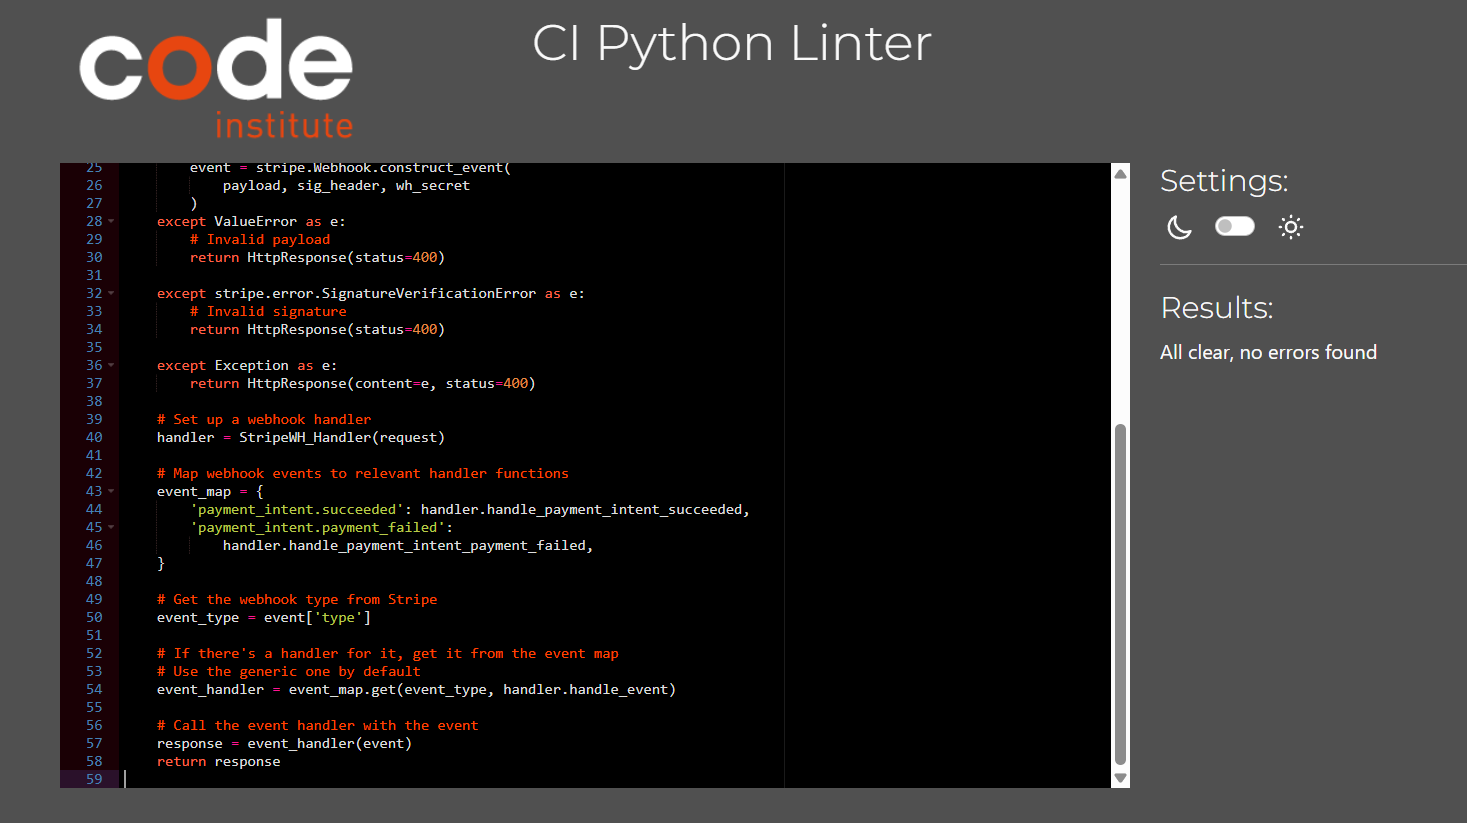 code
institute
CI Python Linter
25 event = stripe.Webhook.construct_event(
26 payload, sig_header, wh_secret
27 )
28 except ValueError as e:
29 # Invalid payload
30 return HttpResponse(status=400)
31
32 except stripe.error.SignatureVerificationError as e:
33 # Invalid signature
34 return HttpResponse(status=400)
35
36 except Exception as e:
37 return HttpResponse(content=e, status=400)
38
39 # Set up a webhook handler
40 handler = StripeWH_Handler(request)
41
42 # Map webhook events to relevant handler functions
43 event_map = {
44 'payment_intent.succeeded': handler.handle_payment_intent_succeeded,
45 'payment_intent.payment_failed':
46 handler.handle_payment_intent_payment_failed,
47 }
48
49 # Get the webhook type from Stripe
50 event_type = event['type']
51
52 # If there's a handler for it, get it from the event map
53 # Use the generic one by default
54 event_handler = event_map.get(event_type, handler.handle_event)
55
56 # Call the event handler with the event
57 response = event_handler(event)
58 return response
59
Settings:
Results:
All clear, no errors found